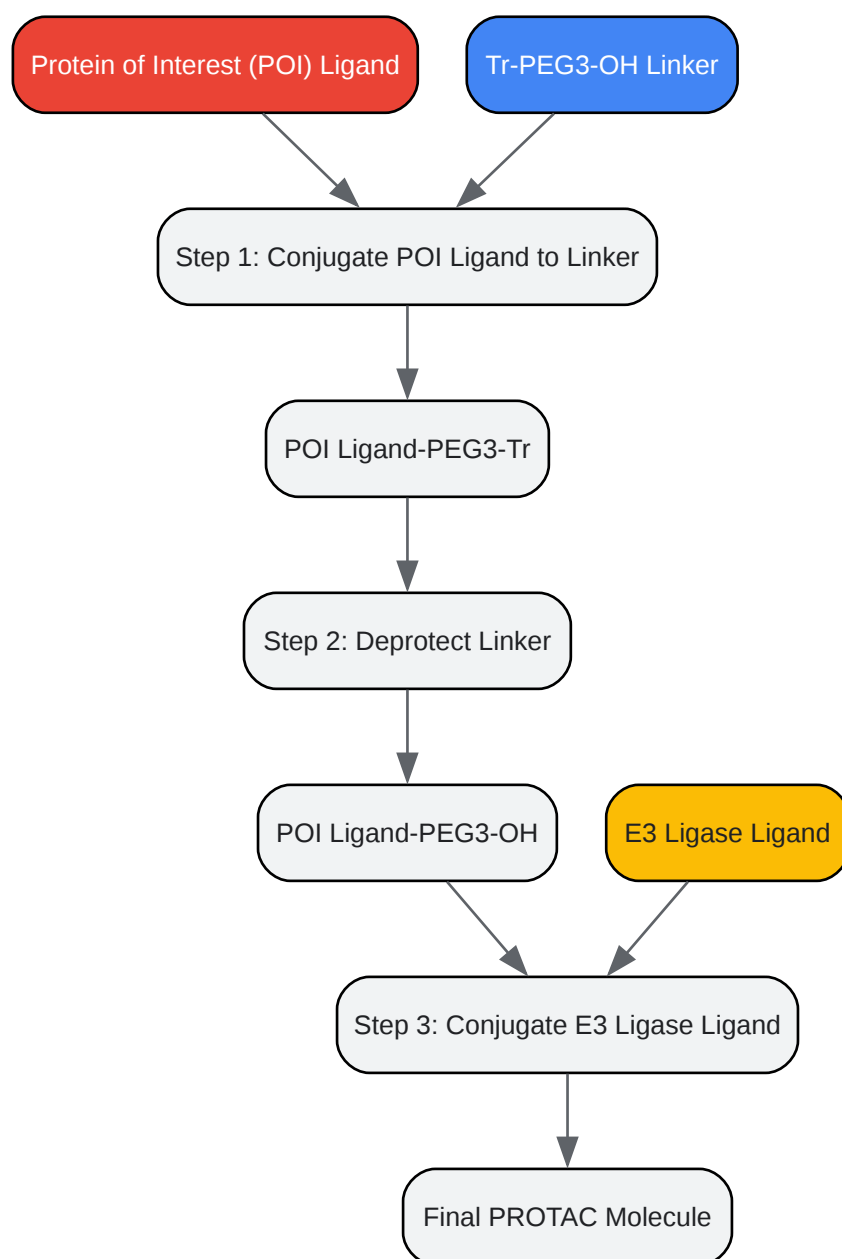 Protein of Interest (POI) Ligand
Tr-PEG3-OH Linker
Step 1: Conjugate POI Ligand to Linker
POI Ligand-PEG3-Tr
Step 2: Deprotect Linker
POI Ligand-PEG3-OH
E3 Ligase Ligand
Step 3: Conjugate E3 Ligase Ligand
Final PROTAC Molecule